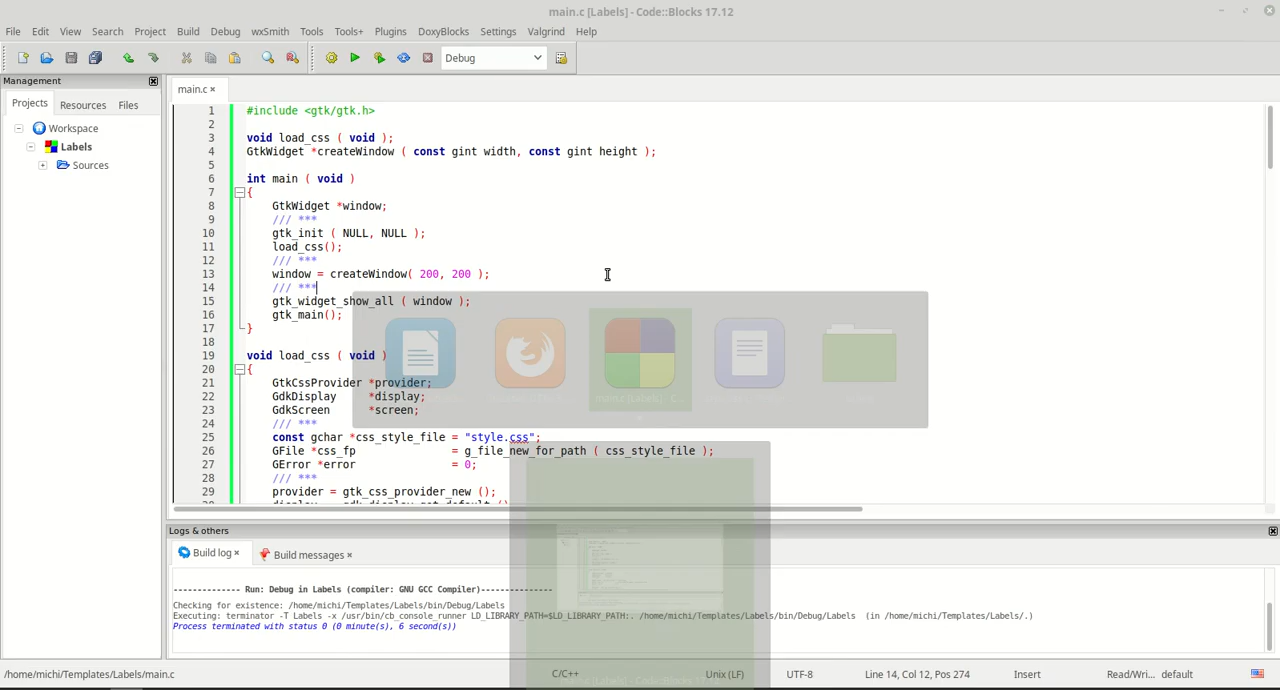 main.c [Labels] - Code::Blocks 17.12
File Edit View Search Project Build Debug wxSmith Tools Tools+ Plugins DoxyBlocks Settings Valgrind Help
Debug
Management
Projects Resources Files
Workspace
Labels
Sources
main.c
1 #include <gtk/gtk.h>
2
3 void load_css ( void );
4 GtkWidget *createWindow ( const gint width, const gint height );
5
6 int main ( void )
7 {
8 GtkWidget *window;
9 /// ***
10 gtk_init ( NULL, NULL );
11 load_css();
12 /// ***
13 window = createWindow( 200, 200 );
14 /// ***
15 gtk_widget_show_all ( window );
16 gtk_main();
17 }
18
19 void load_css ( void )
20 {
21 GtkCssProvider *provider;
22 GdkDisplay *display;
23 GdkScreen *screen;
24 /// ***
25 const gchar *css_style_file = "style.css";
26 GFile *css_fp = g_file_new_for_path ( css_style_file );
27 GError *error = 0;
28 /// ***
29 provider = gtk_css_provider_new ();
main.c [Labels] - C...
Logs & others
Build log Build messages
-------------- Run: Debug in Labels (compiler: GNU GCC Compiler)---------------
Checking for existence: /home/michi/Templates/Labels/bin/Debug/Labels
Executing: terminator -T Labels -x /usr/bin/cb_console_runner LD_LIBRARY_PATH=$LD_LIBRARY_PATH:. /home/michi/Templates/Labels/bin/Debug/Labels (in /home/michi/Templates/Labels/.)
Process terminated with status 0 (0 minute(s), 6 second(s))
/home/michi/Templates/Labels/main.c C/C++ Unix (LF) UTF-8 Line 14, Col 12, Pos 274 Insert Read/Wri... default